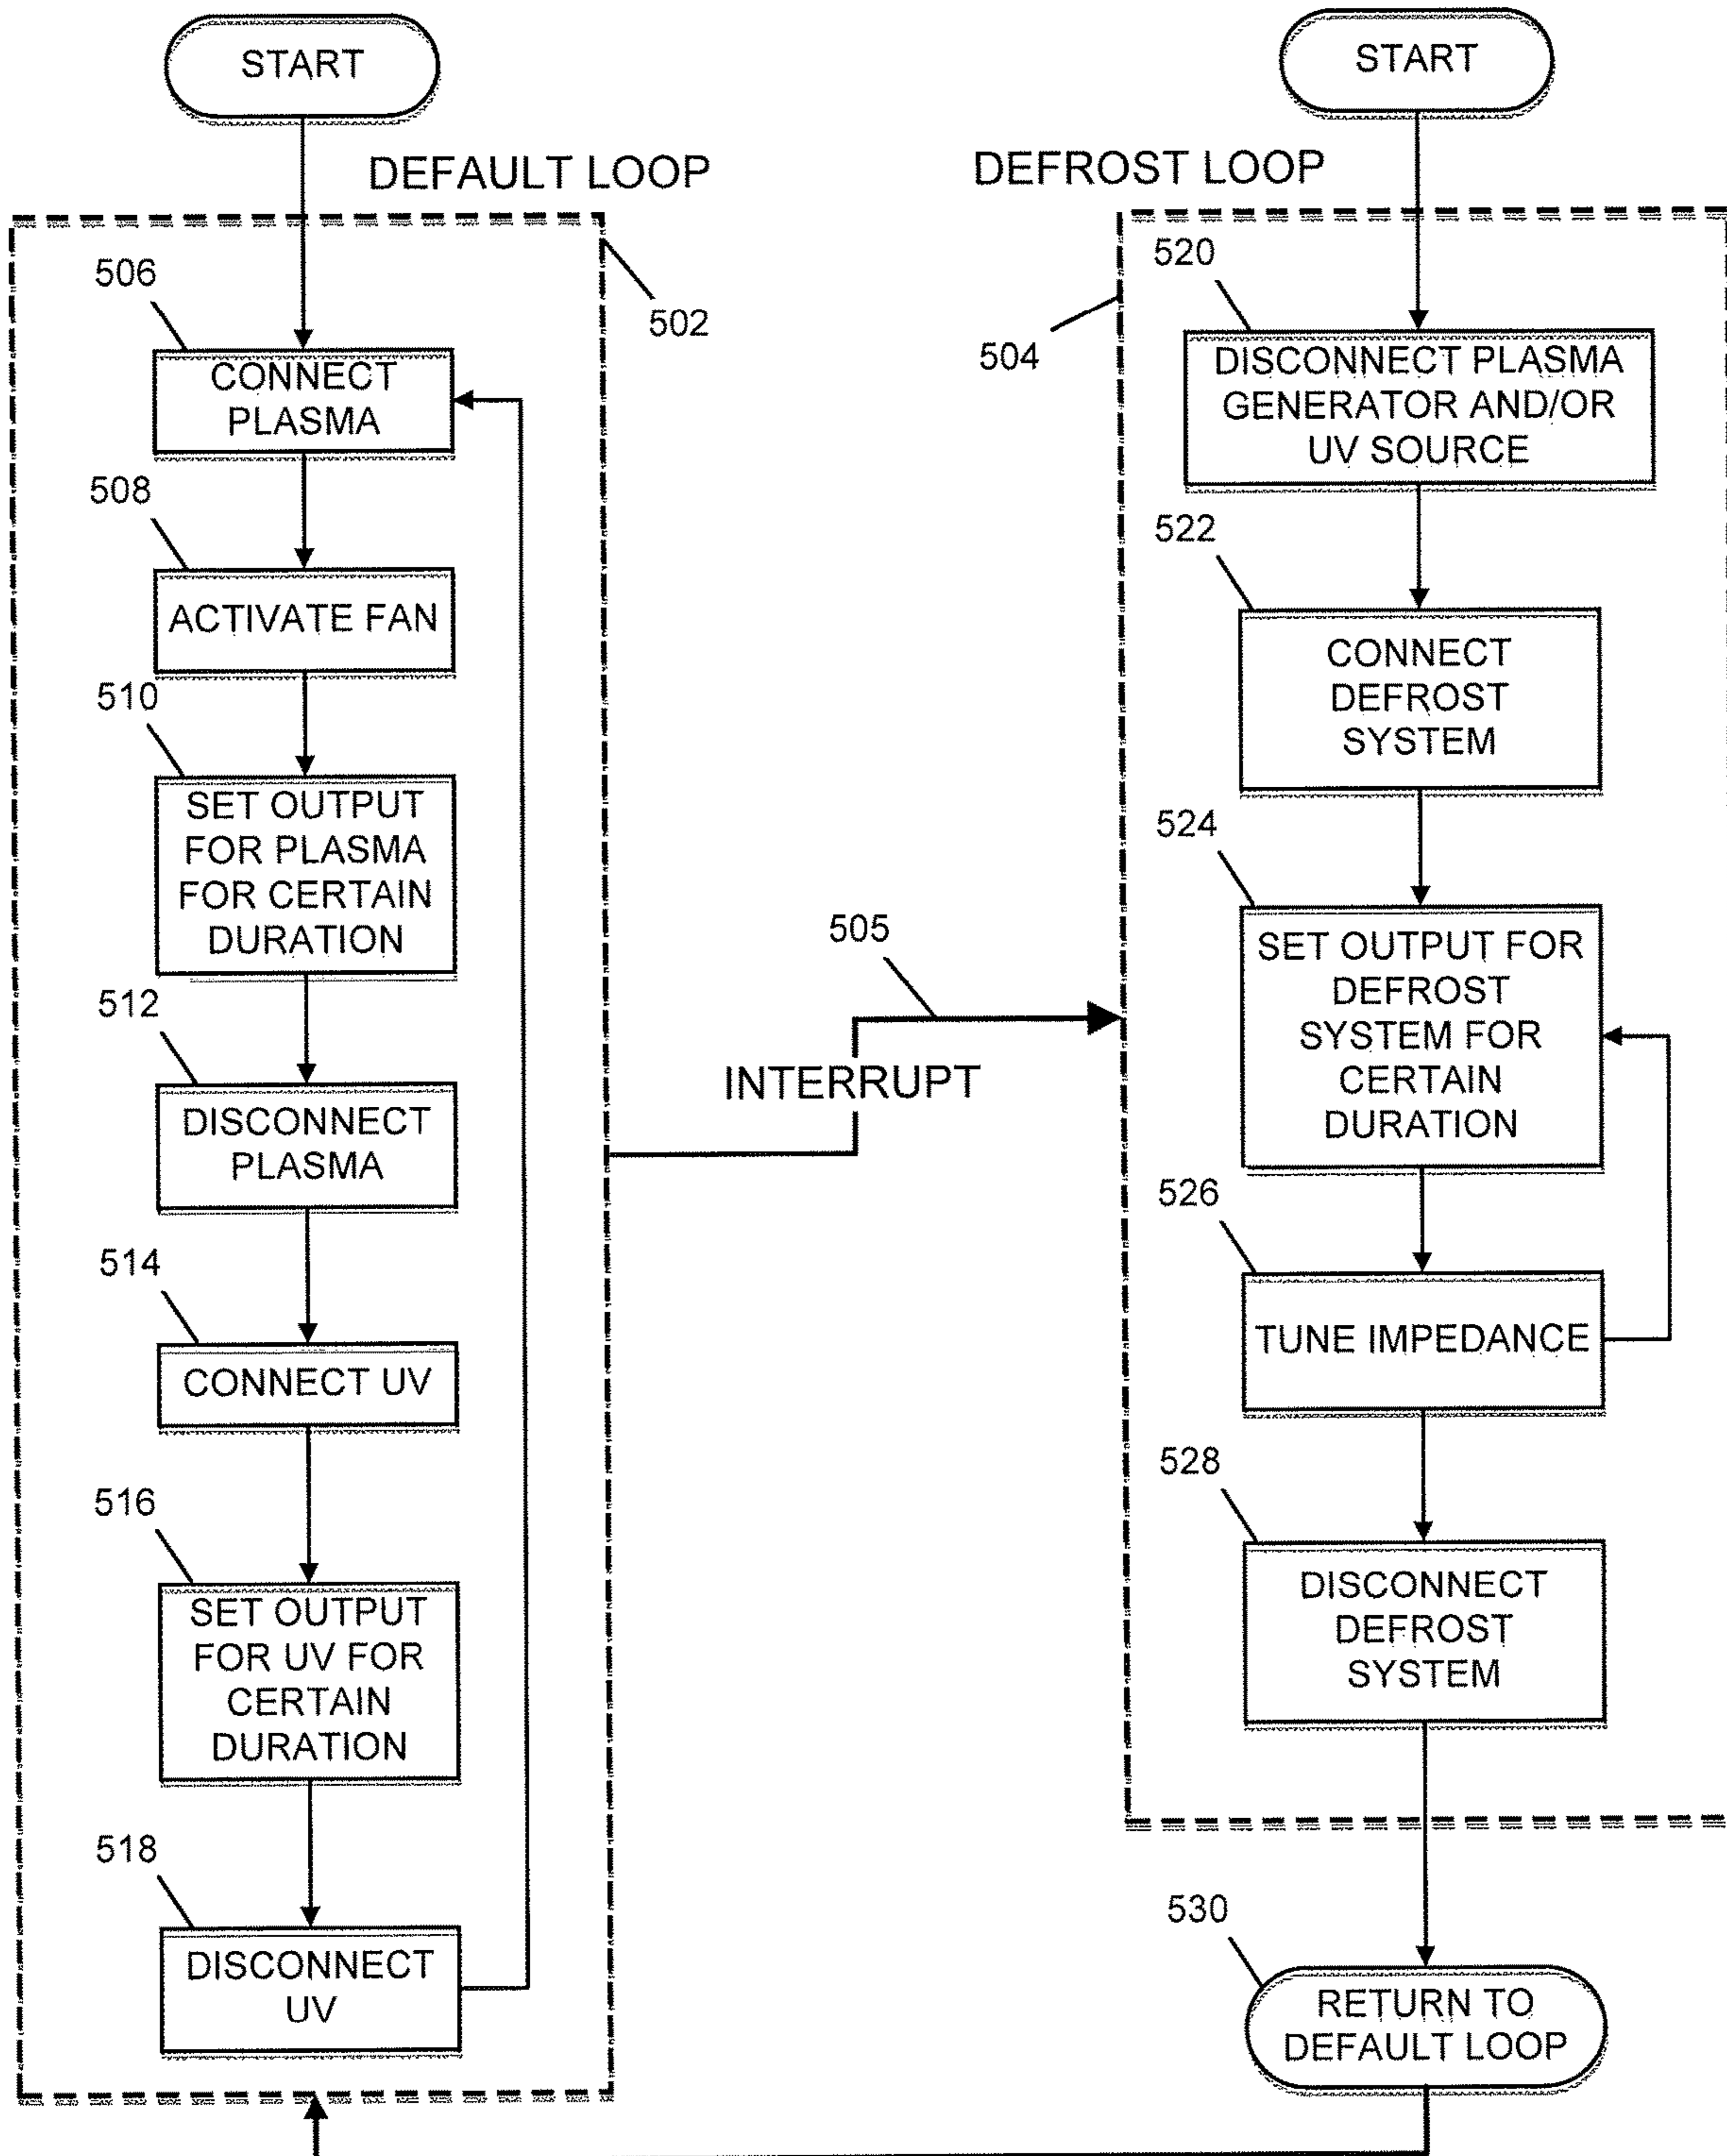 START
DEFAULT LOOP
502
506
CONNECT
PLASMA
508
ACTIVATE FAN
510
SET OUTPUT
FOR PLASMA
FOR CERTAIN
DURATION
512
DISCONNECT
PLASMA
514
CONNECT UV
516
SET OUTPUT
FOR UV FOR
CERTAIN
DURATION
518
DISCONNECT
UV
505
INTERRUPT
START
DEFROST LOOP
504
520
DISCONNECT PLASMA
GENERATOR AND/OR
UV SOURCE
522
CONNECT
DEFROST
SYSTEM
524
SET OUTPUT FOR
DEFROST
SYSTEM FOR
CERTAIN
DURATION
526
TUNE IMPEDANCE
528
DISCONNECT
DEFROST
SYSTEM
530
RETURN TO
DEFAULT LOOP